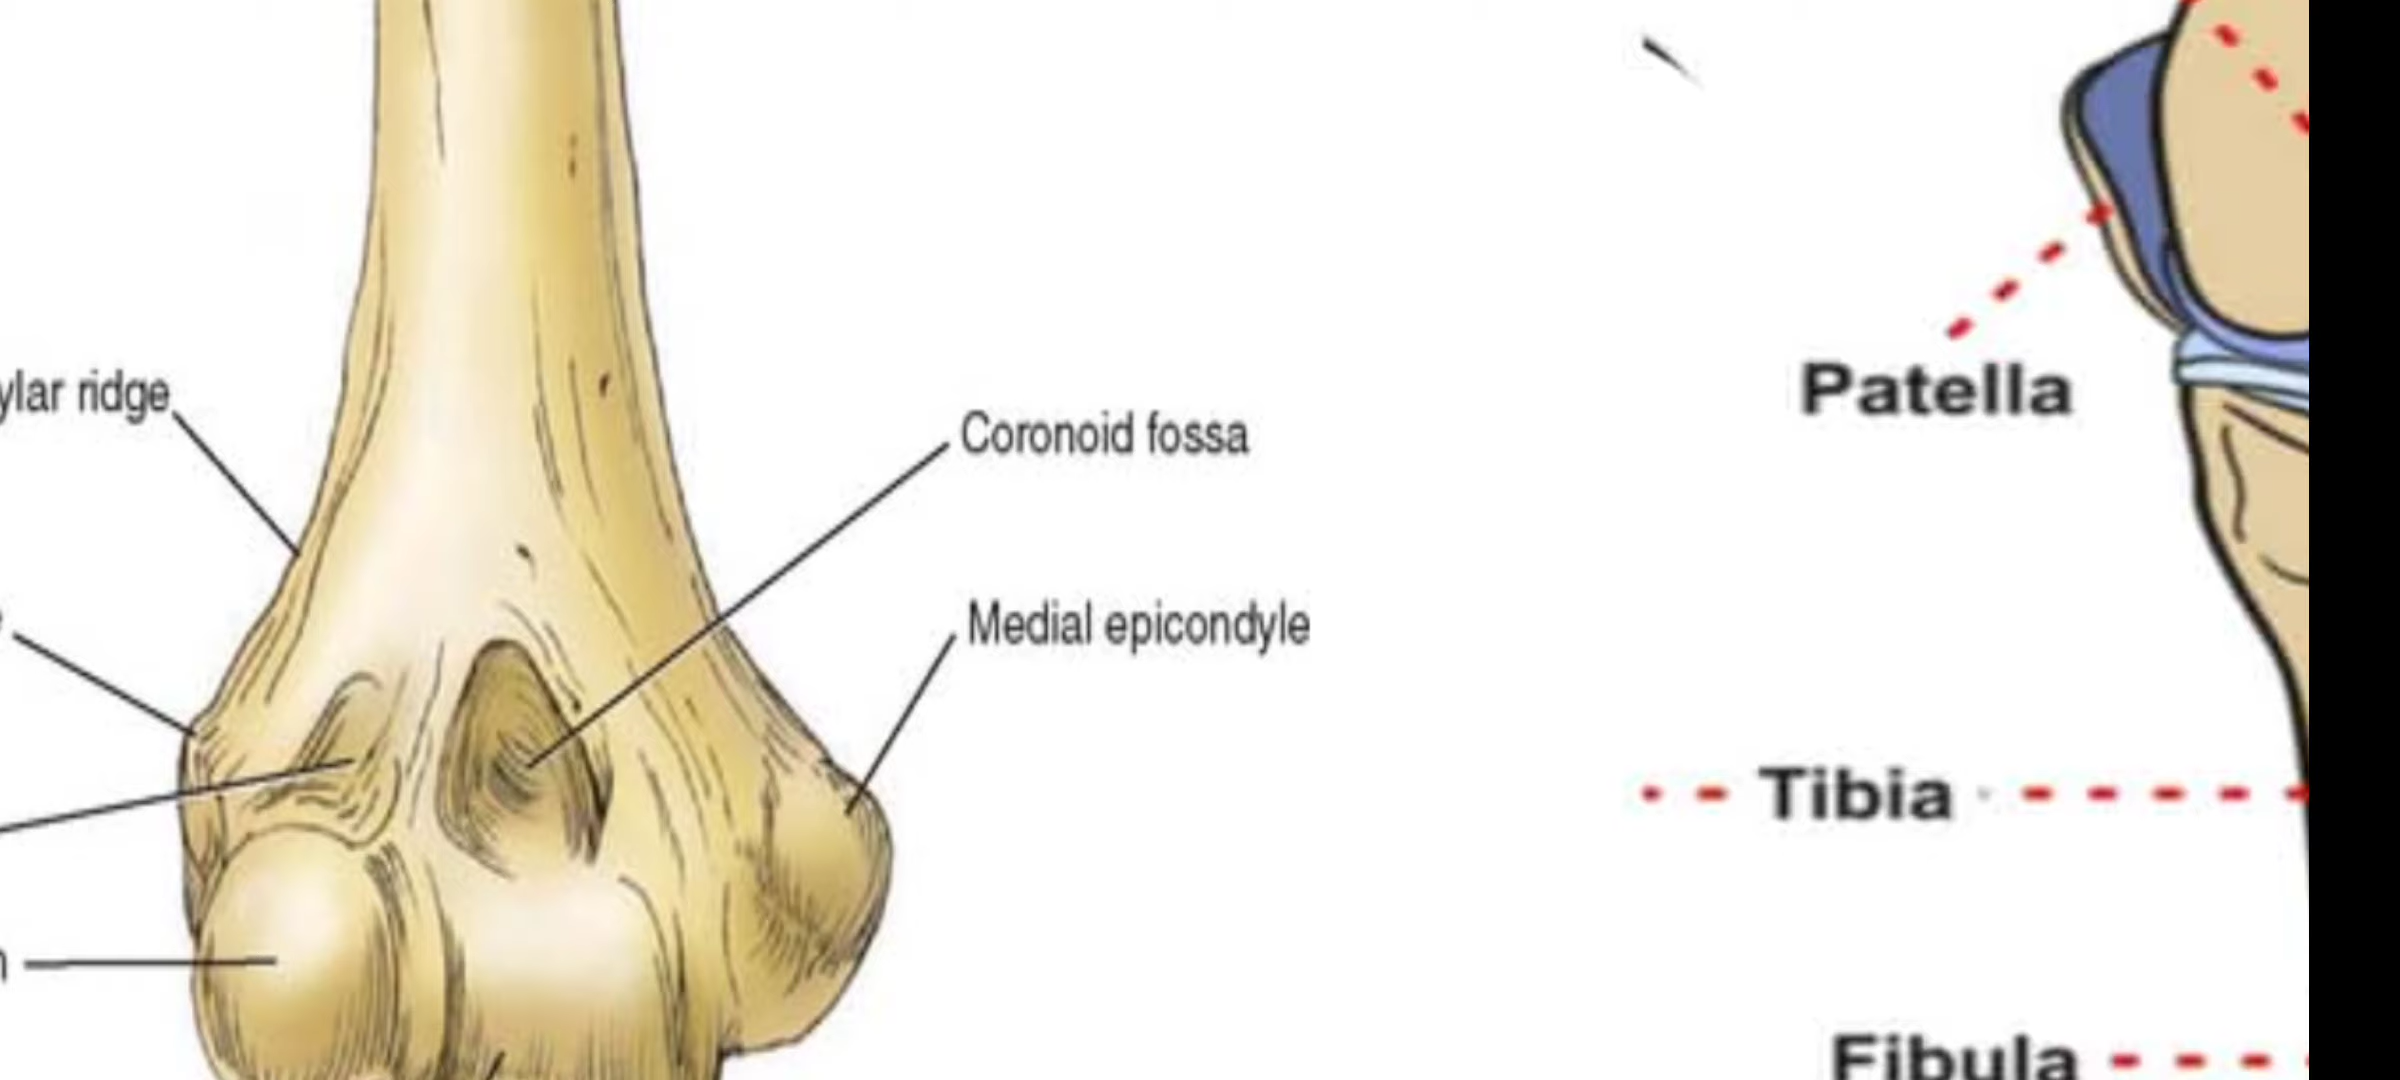 ylar ridge
Coronoid fossa
Medial epicondyle
Patella
Tibia
Fibula